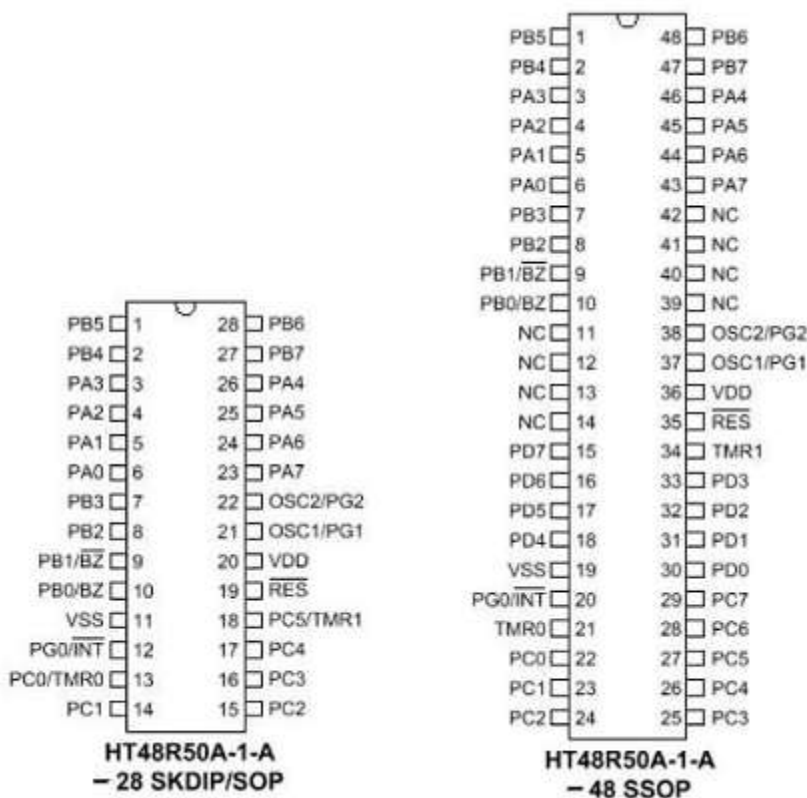 PB5 1 28 PB6
PB4 2 27 PB7
PA3 3 26 PA4
PA2 4 25 PA5
PA1 5 24 PA6
PA0 6 23 PA7
PB3 7 22 OSC2/PG2
PB2 8 21 OSC1/PG1
PB1/B̅Z̅ 9 20 VDD
PB0/BZ 10 19 R̅E̅S̅
VSS 11 18 PC5/TMR1
PG0/I̅N̅T̅ 12 17 PC4
PC0/TMR0 13 16 PC3
PC1 14 15 PC2
HT48R50A-1-A
– 28 SKDIP/SOP
PB5 1 48 PB6
PB4 2 47 PB7
PA3 3 46 PA4
PA2 4 45 PA5
PA1 5 44 PA6
PA0 6 43 PA7
PB3 7 42 NC
PB2 8 41 NC
PB1/B̅Z̅ 9 40 NC
PB0/BZ 10 39 NC
NC 11 38 OSC2/PG2
NC 12 37 OSC1/PG1
NC 13 36 VDD
NC 14 35 R̅E̅S̅
PD7 15 34 TMR1
PD6 16 33 PD3
PD5 17 32 PD2
PD4 18 31 PD1
VSS 19 30 PD0
PG0/I̅N̅T̅ 20 29 PC7
TMR0 21 28 PC6
PC0 22 27 PC5
PC1 23 26 PC4
PC2 24 25 PC3
HT48R50A-1-A
– 48 SSOP